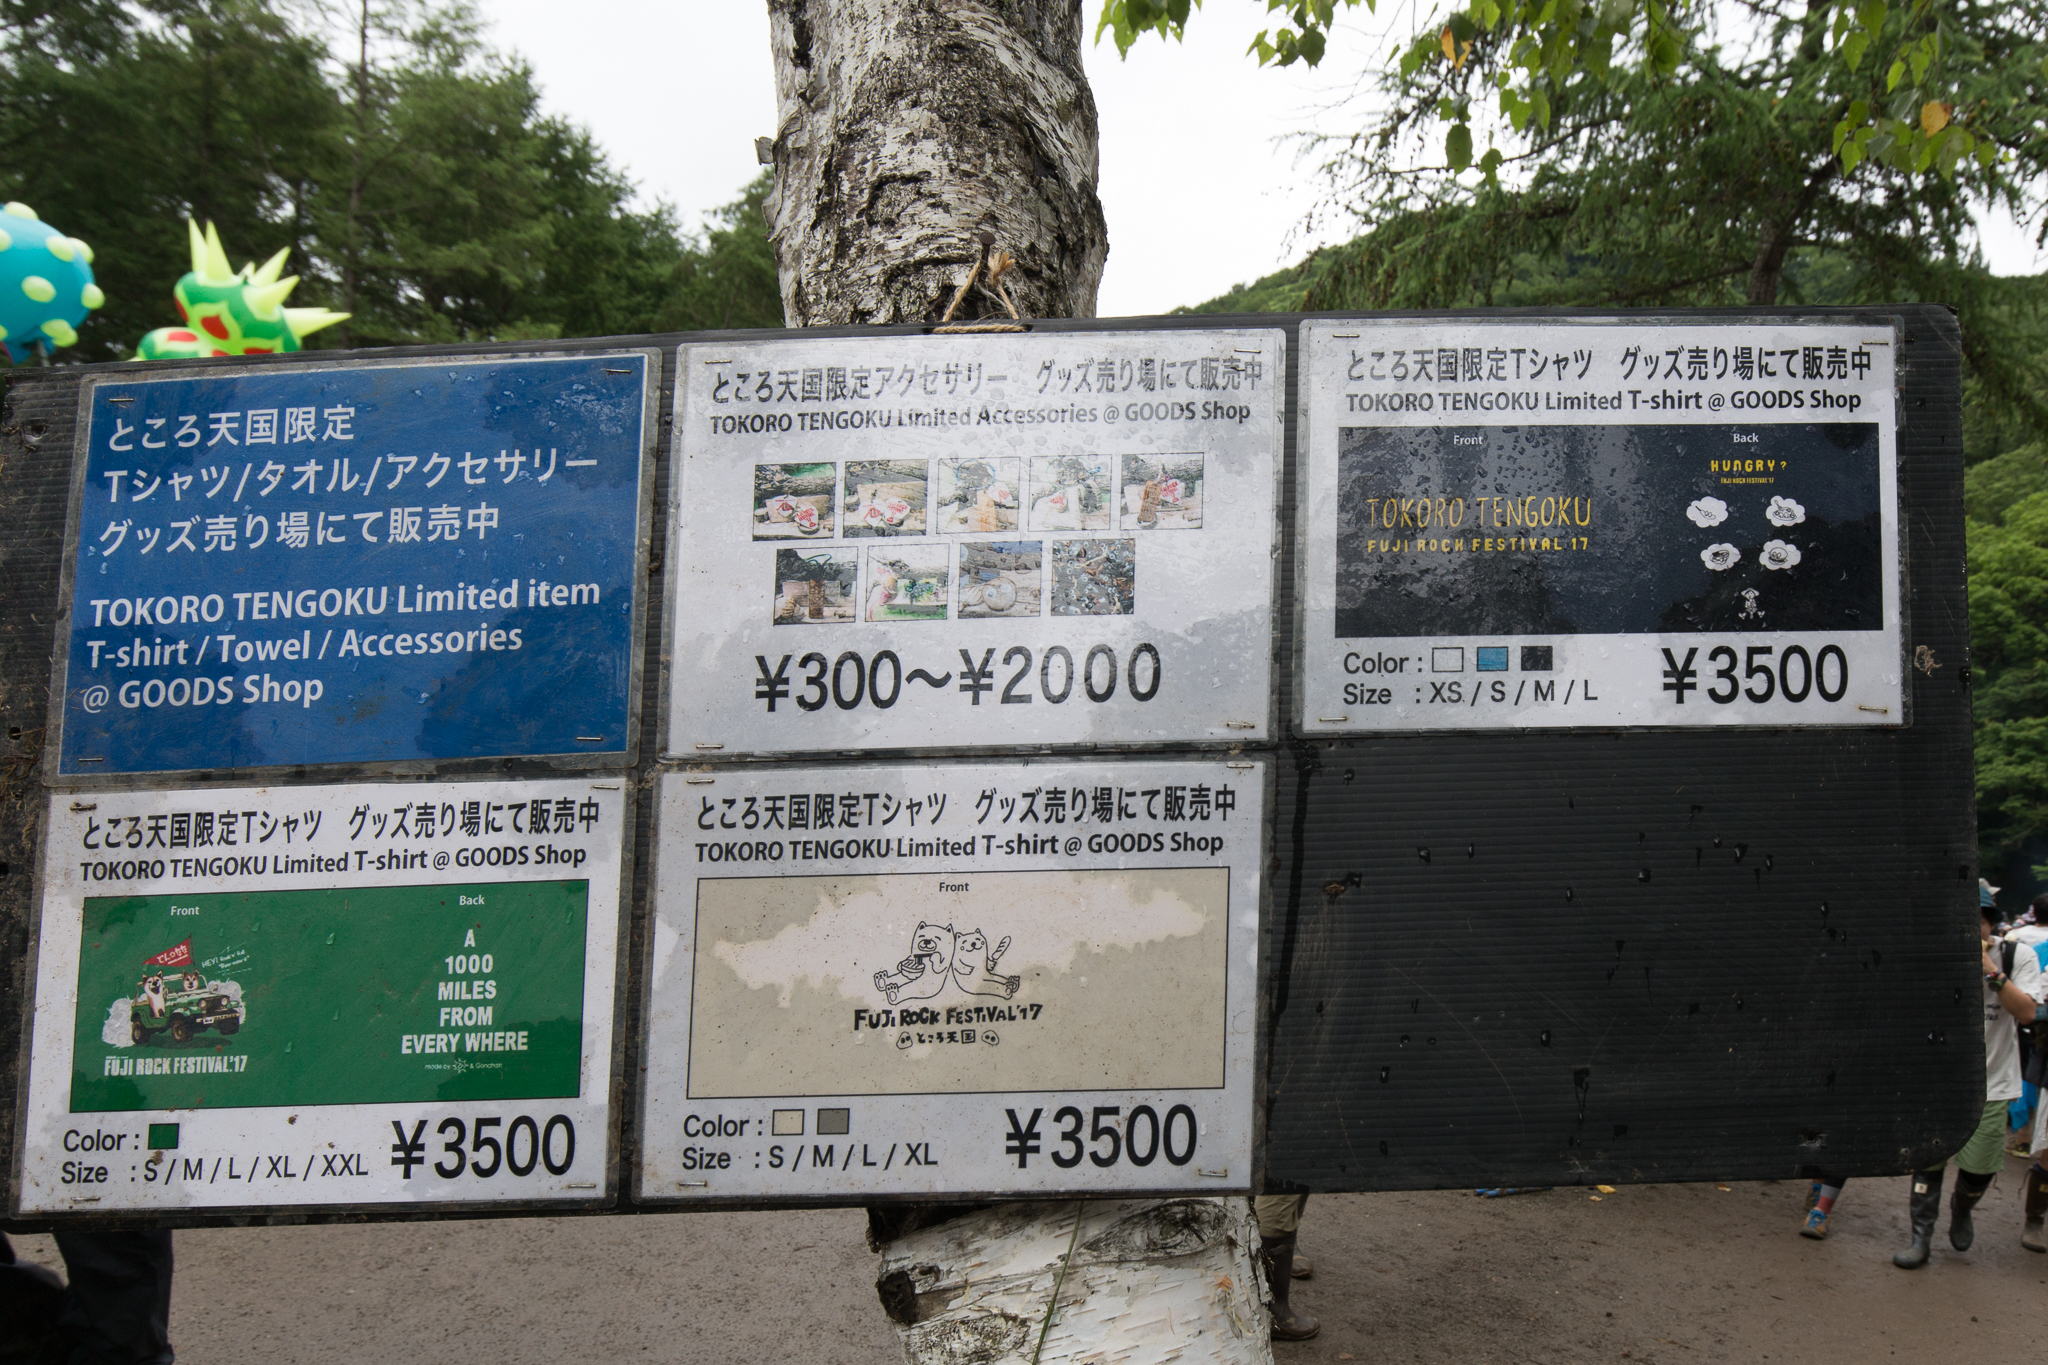 ところ天国限定
Tシャツ/タオル/アクセサリー
グッズ売り場にて販売中
TOKORO TENGOKU Limited item
T-shirt / Towel / Accessories
@ GOODS Shop
ところ天国限定アクセサリー　グッズ売り場にて販売中
TOKORO TENGOKU Limited Accessories @ GOODS Shop
¥300〜¥2000
ところ天国限定Tシャツ　グッズ売り場にて販売中
TOKORO TENGOKU Limited T-shirt @ GOODS Shop
Front
TOKORO TENGOKU
FUJI ROCK FESTIVAL 17
Back
HUNGRY?
FUJI ROCK FESTIVAL'17
Color :
Size : XS / S / M / L
¥3500
ところ天国限定Tシャツ　グッズ売り場にて販売中
TOKORO TENGOKU Limited T-shirt @ GOODS Shop
Front
FUJI ROCK FESTIVAL'17
Back
A
1000
MILES
FROM
EVERY WHERE
made by & Gonchan
Color :
Size : S / M / L / XL / XXL
¥3500
ところ天国限定Tシャツ　グッズ売り場にて販売中
TOKORO TENGOKU Limited T-shirt @ GOODS Shop
Front
FUJI ROCK FESTIVAL'17
ところ天国
Color :
Size : S / M / L / XL
¥3500